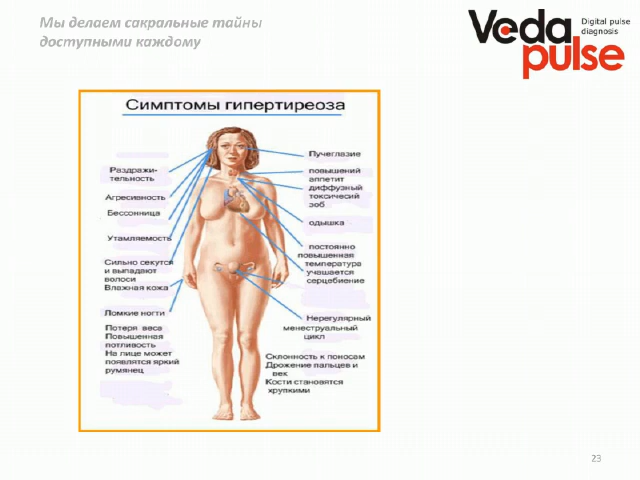 Мы делаем сакральные тайны
доступными каждому
Veda
pulse
Digital pulse
diagnosis
Симптомы гипертиреоза
Раздражи-
тельность
Агресивность
Бессонница
Утамляемость
Сильно секутся
и выпадают
волоси
Влажная кожа
Ломкие ногти
Потеря веса
Повышенная
потливость
На лице может
появлятся яркий
румянец
Пучеглазие
повышений
аппетит
диффузный
токсичесий
зоб
одышка
постоянно
повышенная
температура
учашается
серцебиение
Нерегулярный
менеструальный
цикл
Склонность к поносам
Дрожение пальцев и
век
Кости становятся
хрупкими
23